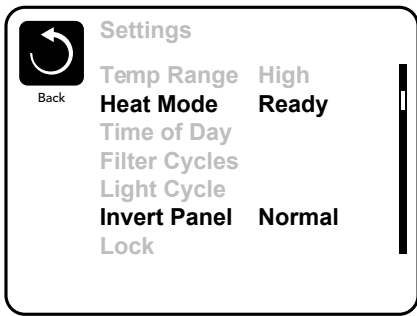 Settings
Back
Temp Range High
Heat Mode Ready
Time of Day
Filter Cycles
Light Cycle
Invert Panel Normal
Lock